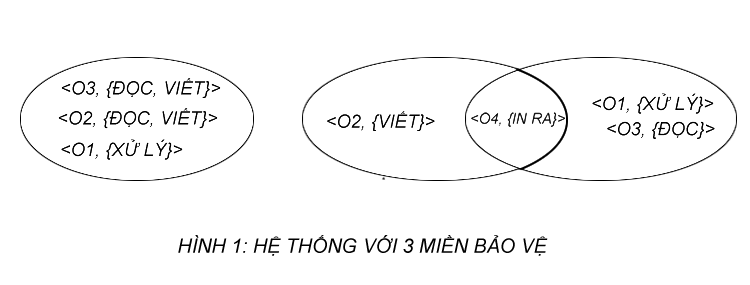 <O3, {ĐỌC, VIẾT}>
<O2, {ĐỌC, VIẾT}>
<O1, {XỬ LÝ}>
<O2, {VIẾT}>
<O4, {IN RA}>
<O1, {XỬ LÝ}>
<O3, {ĐỌC}>
HÌNH 1: HỆ THỐNG VỚI 3 MIỀN BẢO VỆ